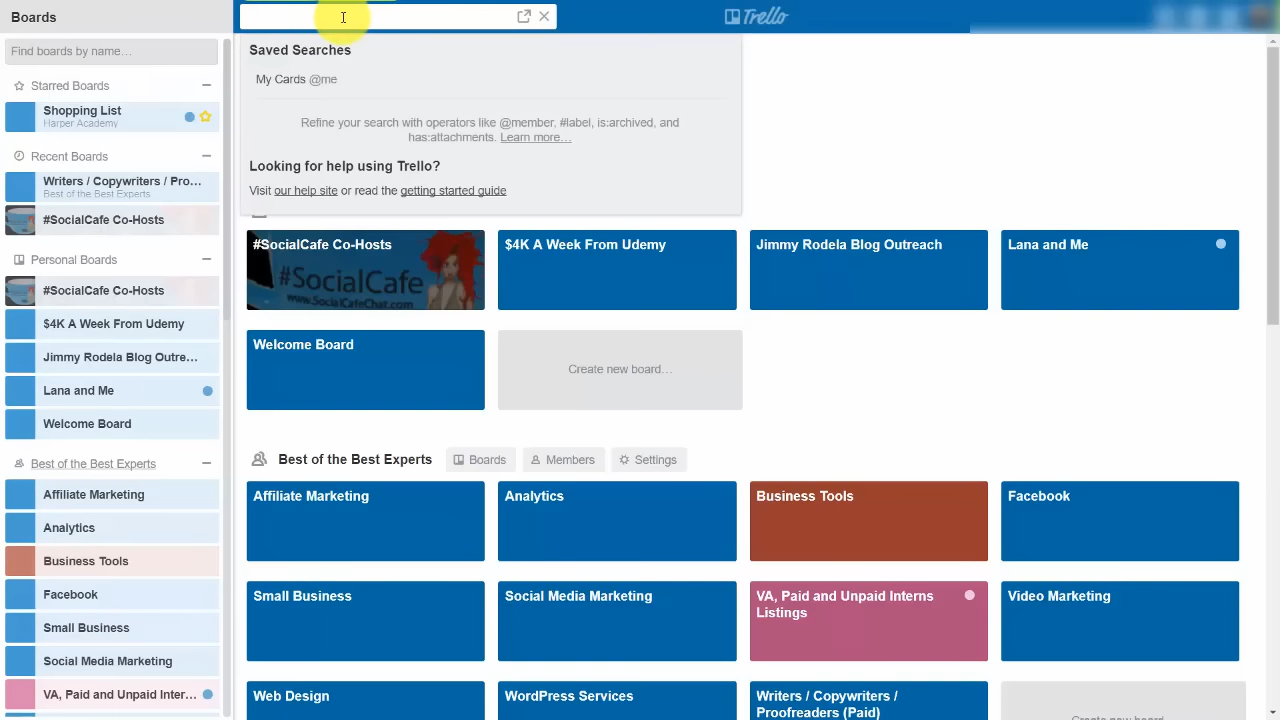 Boards
Trello
Find boards by name…
Starred Boards
Shopping List
Harper Academy
Recent Boards
Writers / Copywriters / Pro…
Best of the Best Experts
#SocialCafe Co-Hosts
Personal Boards
#SocialCafe Co-Hosts
$4K A Week From Udemy
Jimmy Rodela Blog Outre…
Lana and Me
Welcome Board
Best of the Best Experts
Affiliate Marketing
Analytics
Business Tools
Facebook
Small Business
Social Media Marketing
VA, Paid and Unpaid Inter…
Saved Searches
My Cards @me
Refine your search with operators like @member, #label, is:archived, and
has:attachments. Learn more…
Looking for help using Trello?
Visit our help site or read the getting started guide
#SocialCafe Co-Hosts
#SocialCafe
www.SocialCafeChat.com
$4K A Week From Udemy
Jimmy Rodela Blog Outreach
Lana and Me
Welcome Board
Create new board…
Best of the Best Experts
Boards
Members
Settings
Affiliate Marketing
Analytics
Business Tools
Facebook
Small Business
Social Media Marketing
VA, Paid and Unpaid Interns
Listings
Video Marketing
Web Design
WordPress Services
Writers / Copywriters /
Proofreaders (Paid)
Create new board…